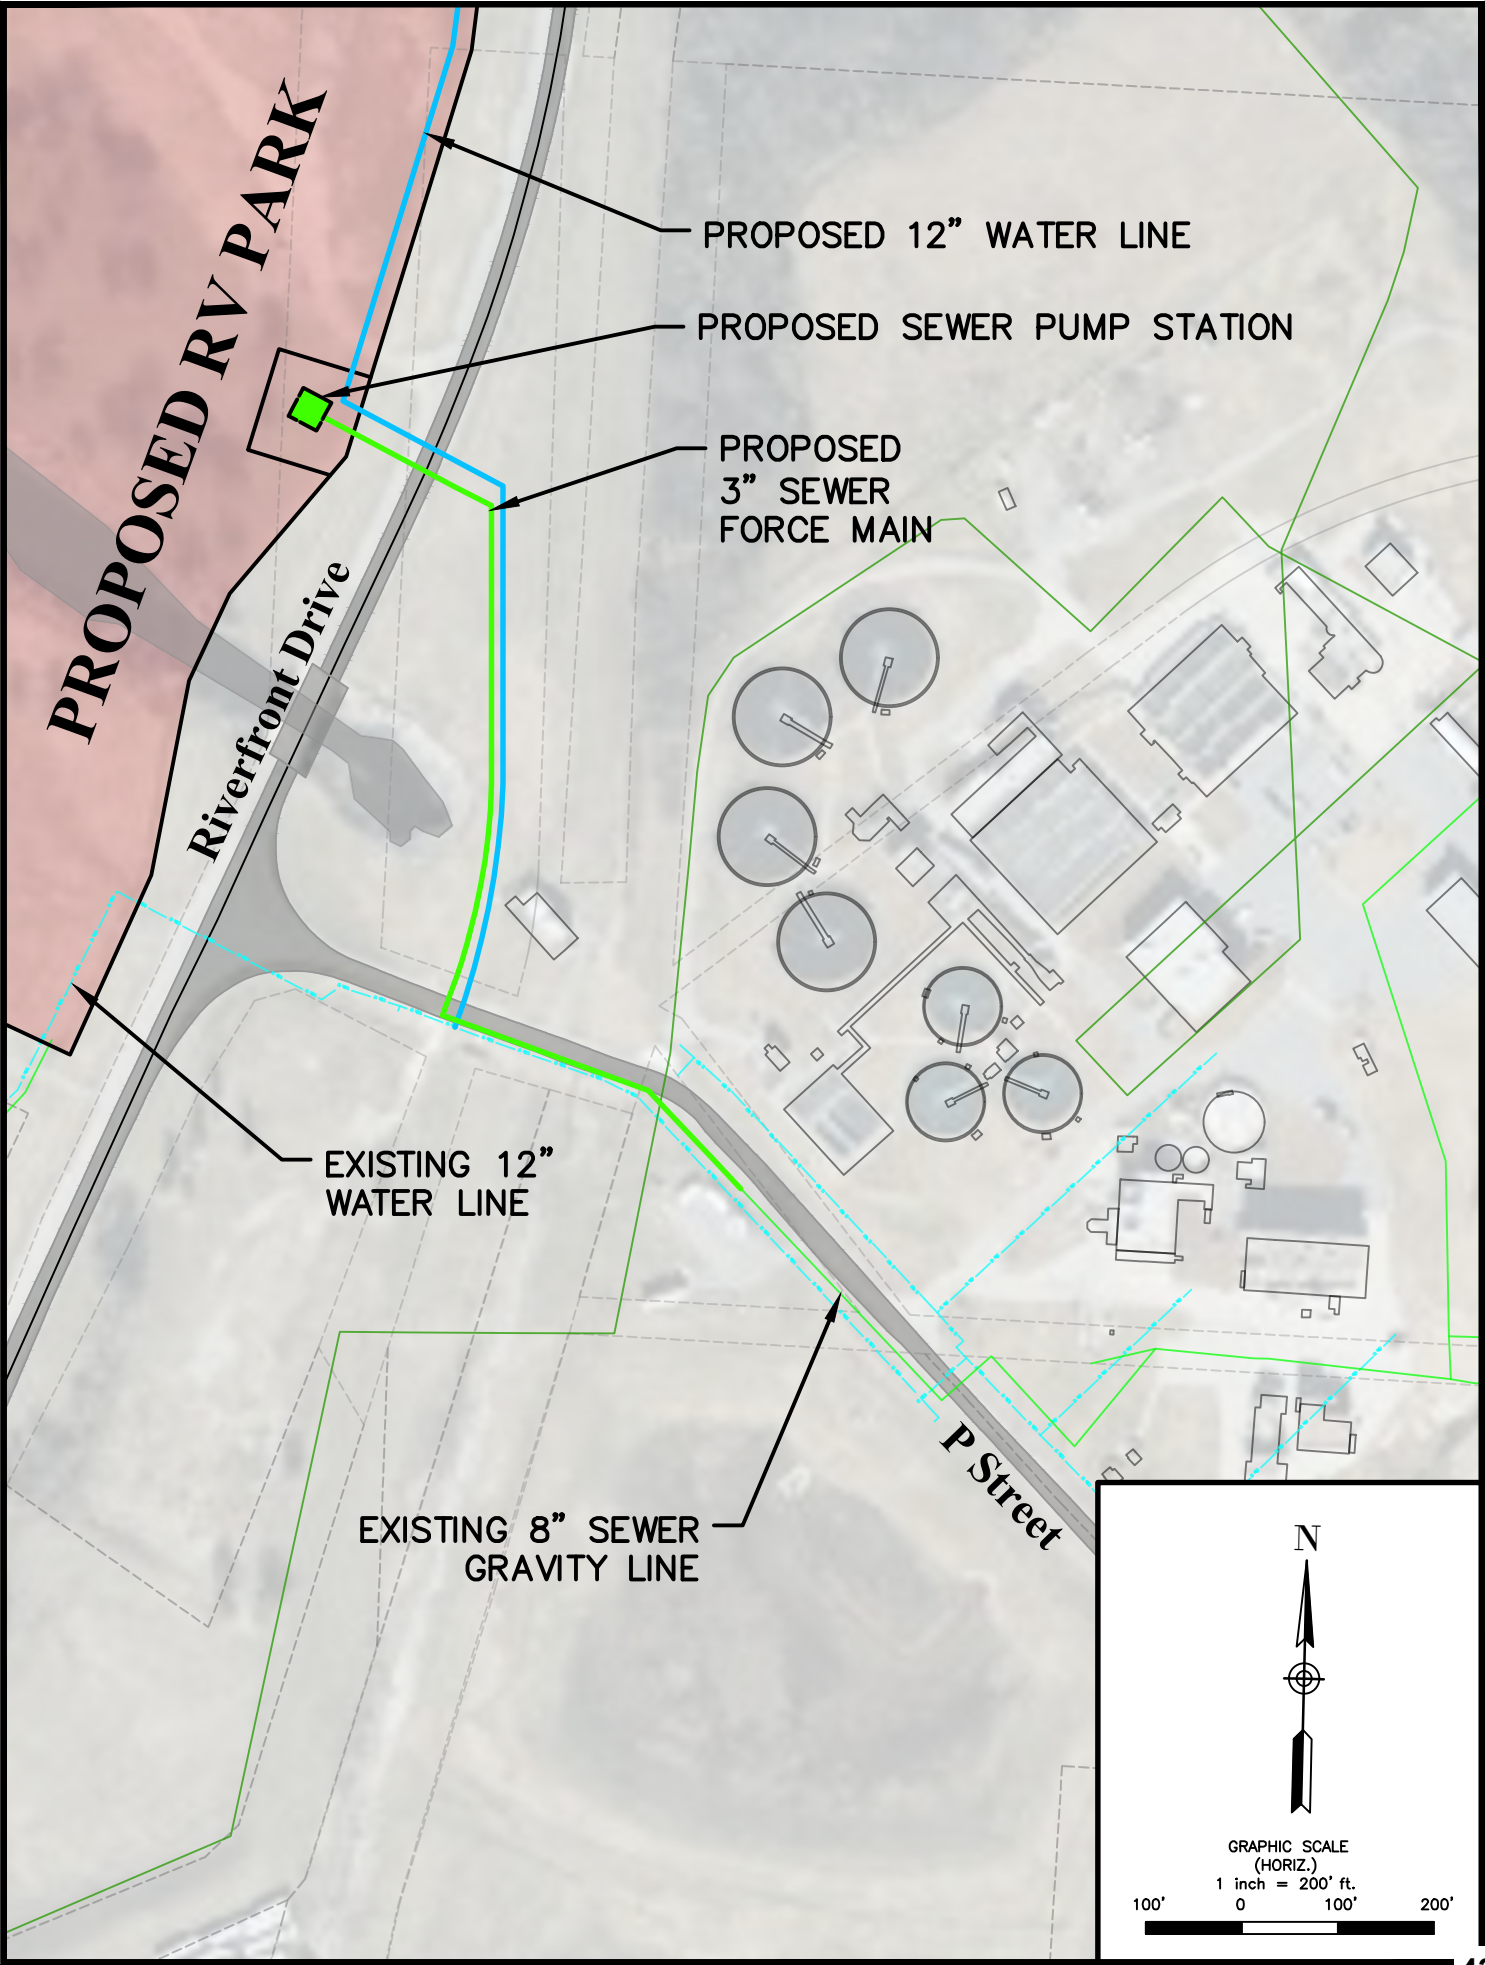 PROPOSED RV PARK
PROPOSED 12” WATER LINE
PROPOSED SEWER PUMP STATION
PROPOSED
3” SEWER
FORCE MAIN
Riverfront Drive
EXISTING 12”
WATER LINE
P Street
EXISTING 8” SEWER
GRAVITY LINE
N
GRAPHIC SCALE
(HORIZ.)
1 inch = 200' ft.
100' 0 100' 200'